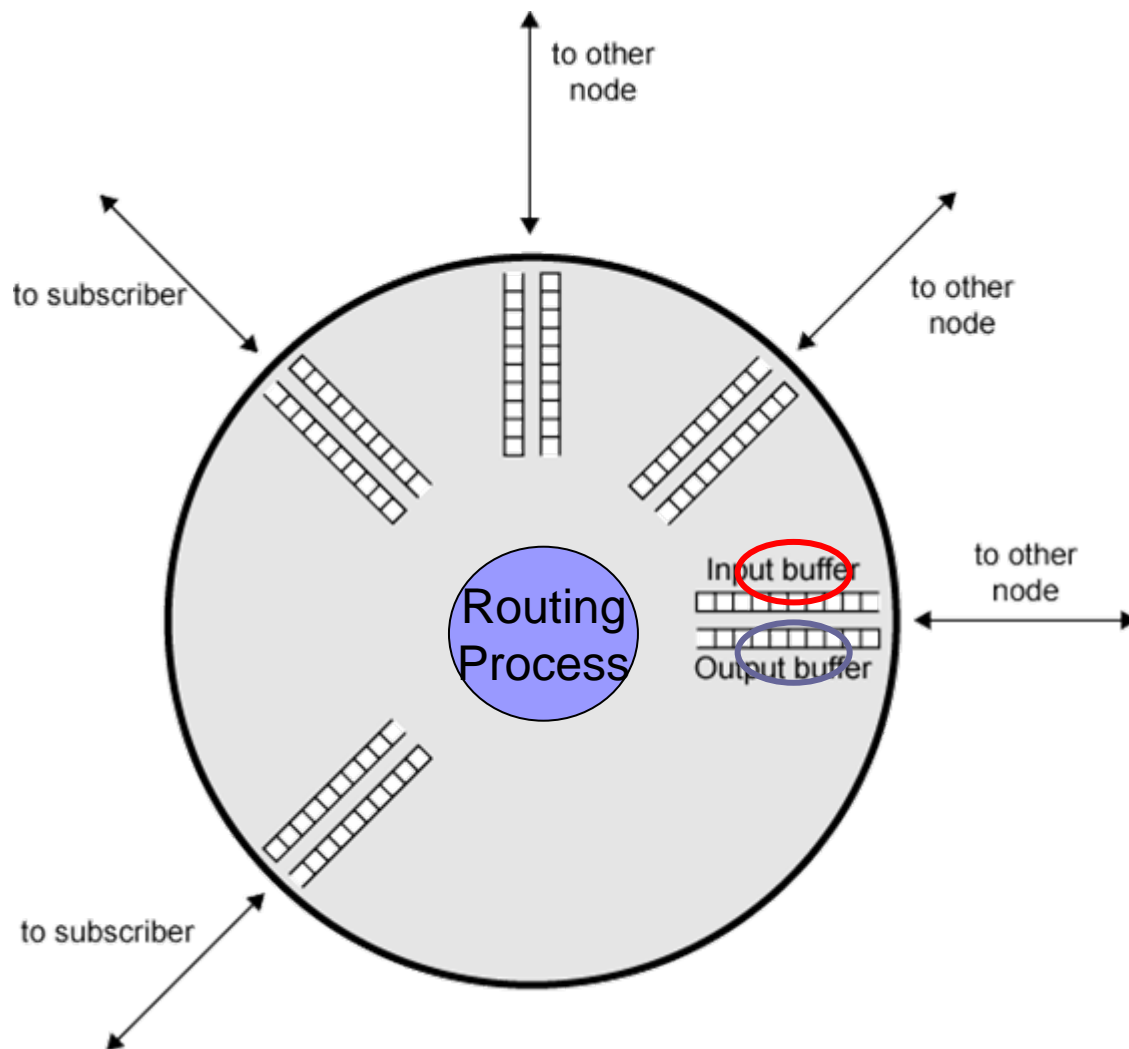 to other
node
to subscriber
to other
node
Input buffer
to other
node
Routing
Process
Output buffer
to subscriber